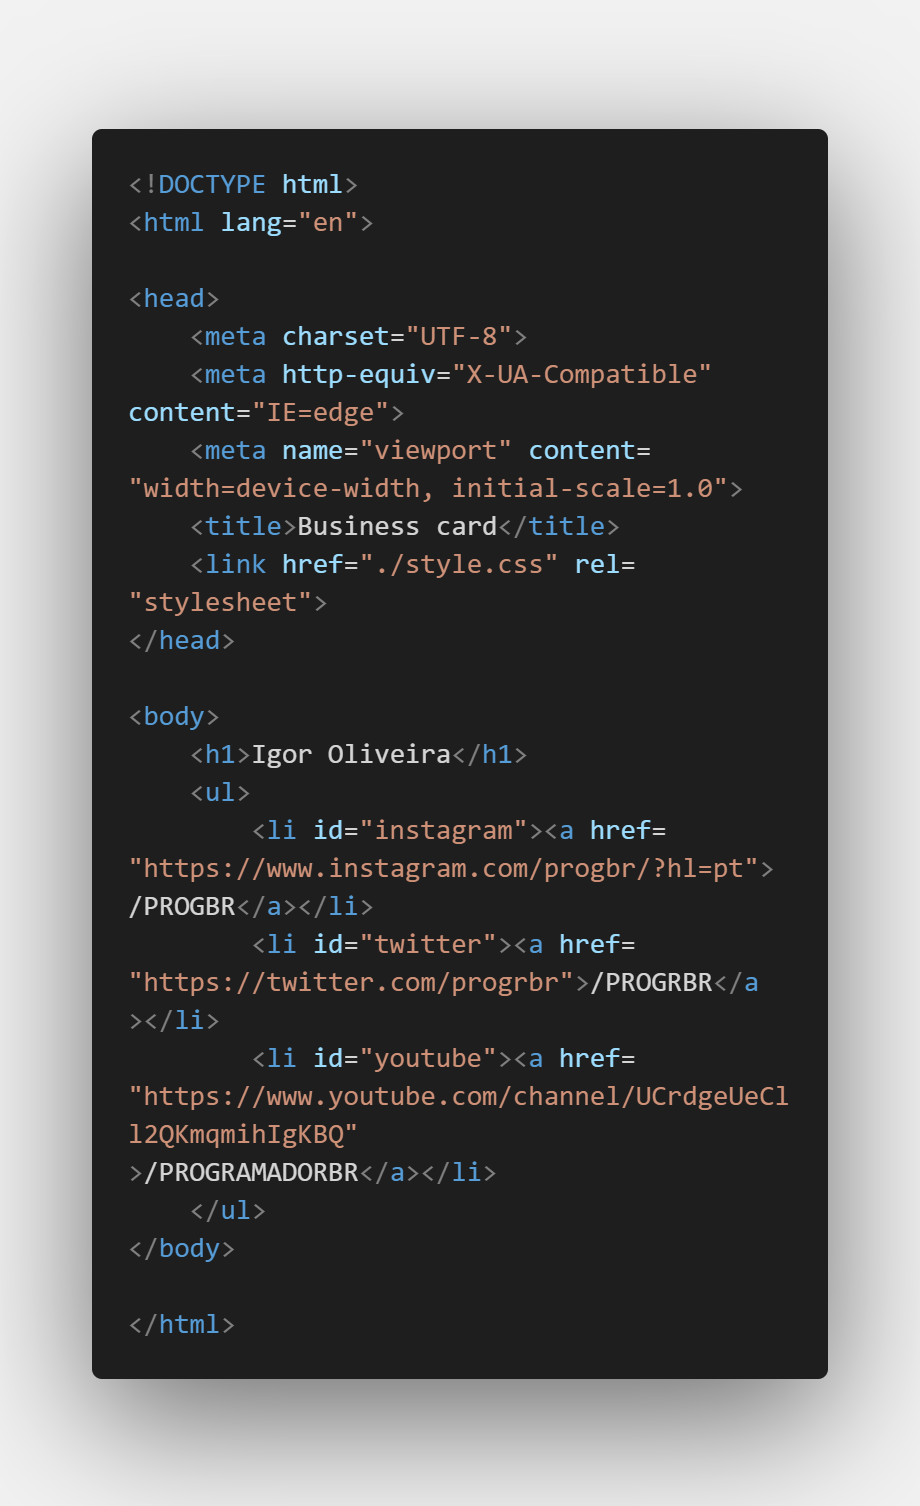 <!DOCTYPE html>
<html lang="en">
<head>
<meta charset="UTF-8">
<meta http-equiv="X-UA-Compatible"
content="IE=edge">
<meta name="viewport" content=
"width=device-width, initial-scale=1.0">
<title>Business card</title>
<link href="./style.css" rel=
"stylesheet">
</head>
<body>
<h1>Igor Oliveira</h1>
<ul>
<li id="instagram"><a href=
"https://www.instagram.com/progbr/?hl=pt">
/PROGBR</a></li>
<li id="twitter"><a href=
"https://twitter.com/progrbr">/PROGRBR</a
></li>
<li id="youtube"><a href=
"https://www.youtube.com/channel/UCrdgeUeCl
l2QKmqmihIgKBQ"
>/PROGRAMADORBR</a></li>
</ul>
</body>
</html>